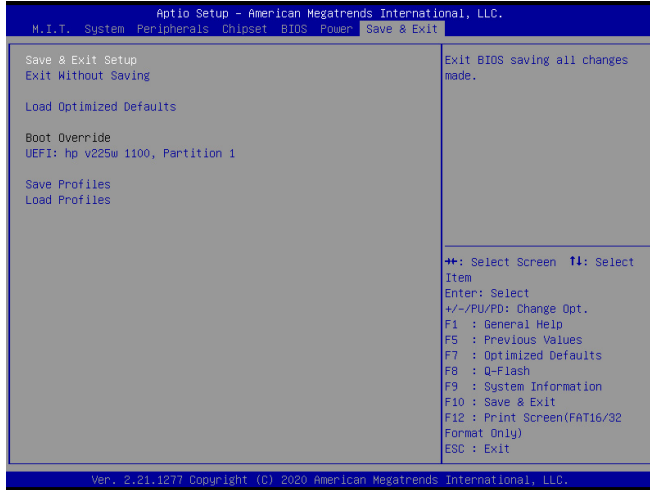 Aptio Setup – American Megatrends International, LLC.
M.I.T. System Peripherals Chipset BIOS Power Save & Exit
Save & Exit Setup
Exit Without Saving
Load Optimized Defaults
Boot Override
UEFI: hp v225w 1100, Partition 1
Save Profiles
Load Profiles
Exit BIOS saving all changes
made.
→←: Select Screen ↑↓: Select
Item
Enter: Select
+/-/PU/PD: Change Opt.
F1 : General Help
F5 : Previous Values
F7 : Optimized Defaults
F8 : Q-Flash
F9 : System Information
F10 : Save & Exit
F12 : Print Screen(FAT16/32
Format Only)
ESC : Exit
Ver. 2.21.1277 Copyright (C) 2020 American Megatrends International, LLC.